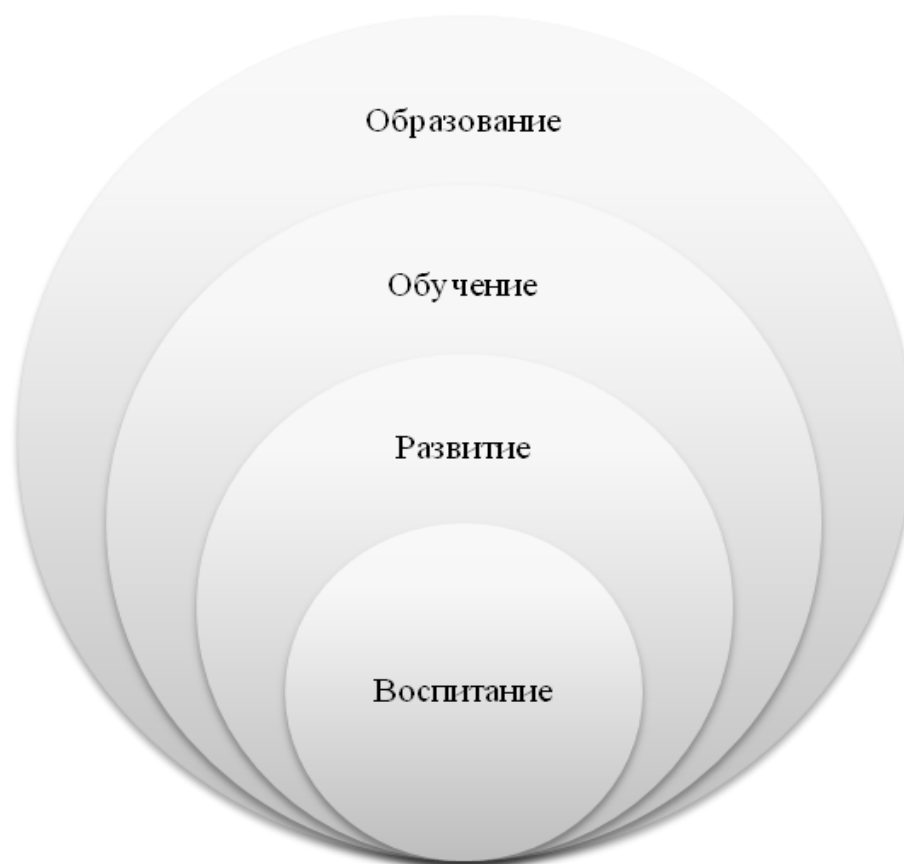 Образование
Обучение
Развитие
Воспитание